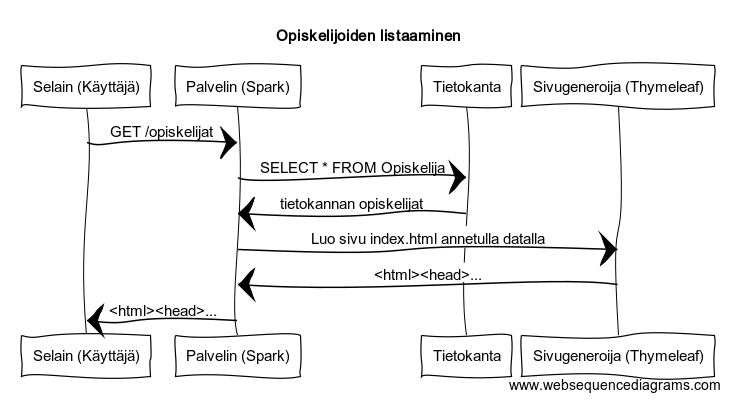 Opiskelijoiden listaaminen
Selain (Käyttäjä)
Palvelin (Spark)
Tietokanta
Sivugeneroija (Thymeleaf)
GET /opiskelijat
SELECT * FROM Opiskelija
tietokannan opiskelijat
Luo sivu index.html annetulla datalla
<html><head>...
<html><head>...
Selain (Käyttäjä)
Palvelin (Spark)
Tietokanta
Sivugeneroija (Thymeleaf)
www.websequencediagrams.com